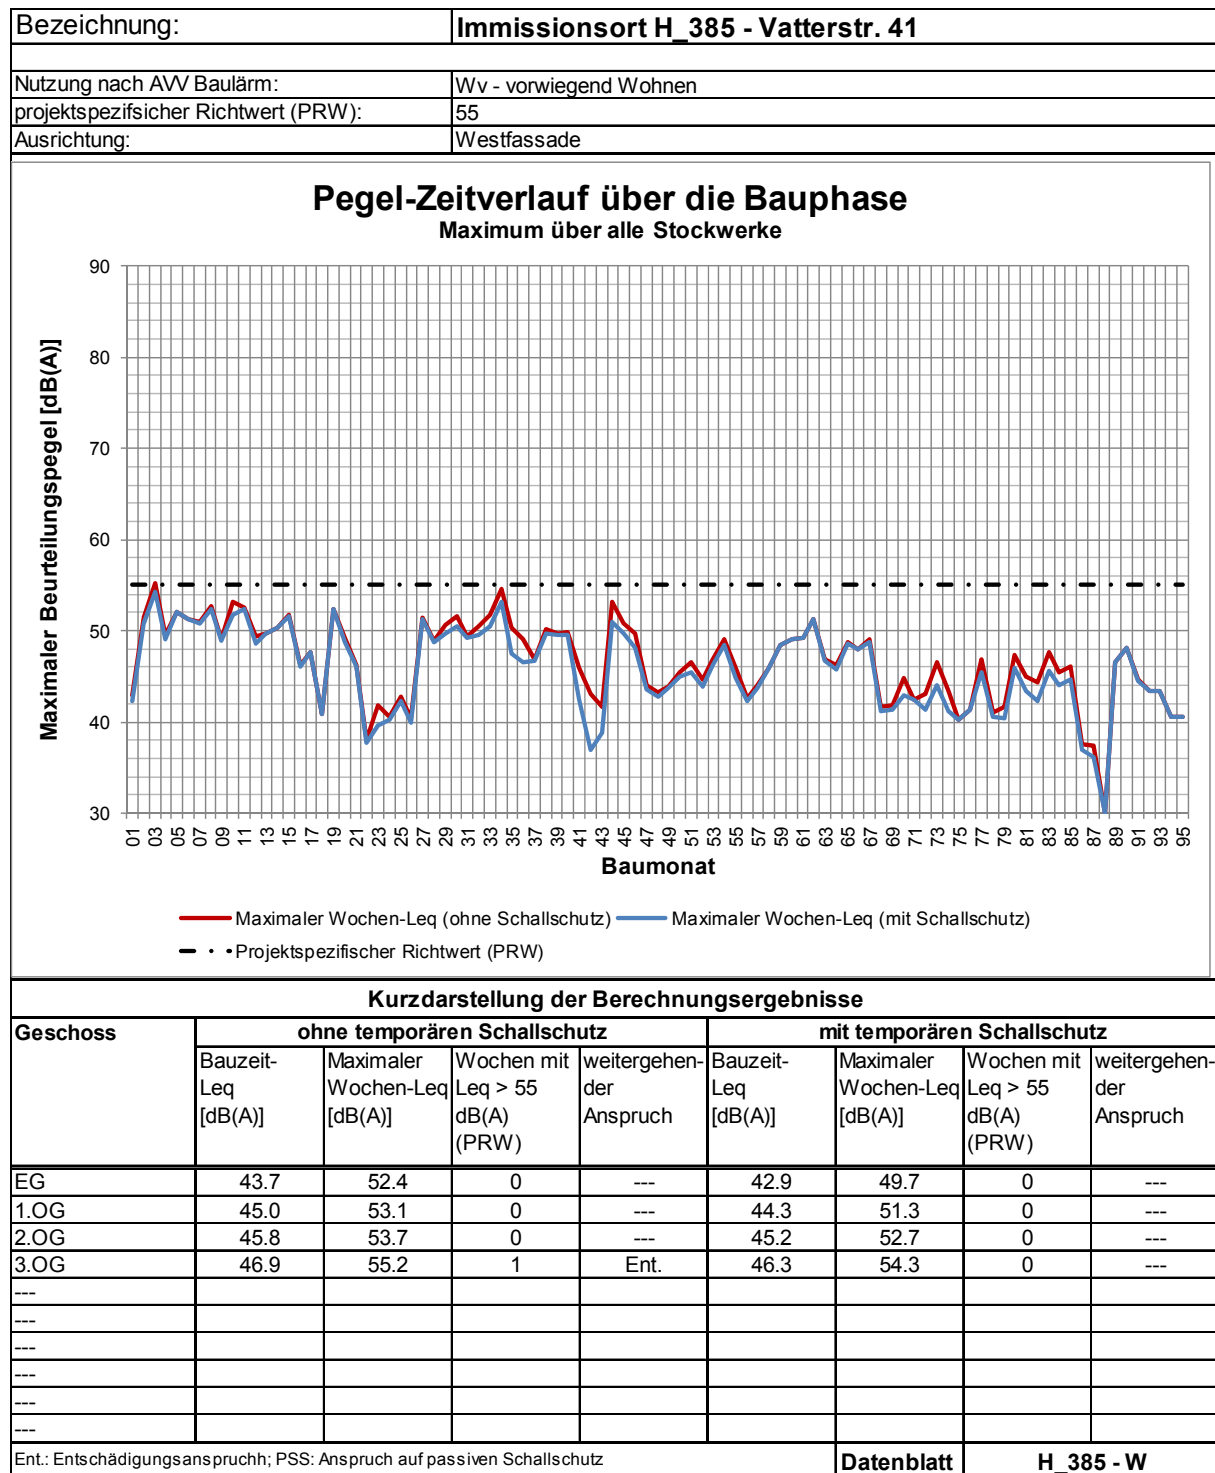 Bezeichnung: Immissionsort H_385 - Vatterstr. 41
Nutzung nach AVV Baulärm: Wv - vorwiegend Wohnen
projektspezifsicher Richtwert (PRW): 55
Ausrichtung: Westfassade
Pegel-Zeitverlauf über die Bauphase
Maximum über alle Stockwerke
Maximaler Beurteilungspegel [dB(A)]
90
80
70
60
50
40
30
01 03 05 07 09 11 13 15 17 19 21 23 25 27 29 31 33 35 37 39 41 43 45 47 49 51 53 55 57 59 61 63 65 67 69 71 73 75 77 79 81 83 85 87 89 91 93 95
Baumonat
Maximaler Wochen-Leq (ohne Schallschutz) Maximaler Wochen-Leq (mit Schallschutz)
Projektspezifischer Richtwert (PRW)
Kurzdarstellung der Berechnungsergebnisse
Geschoss ohne temporären Schallschutz mit temporären Schallschutz
Bauzeit- Maximaler Wochen mit weitergehen- Bauzeit- Maximaler Wochen mit weitergehen-
Leq Wochen-Leq Leq > 55 der Leq Wochen-Leq Leq > 55 der
[dB(A)] [dB(A)] dB(A) Anspruch [dB(A)] [dB(A)] dB(A) Anspruch
(PRW) (PRW)
EG 43.7 52.4 0 --- 42.9 49.7 0 ---
1.OG 45.0 53.1 0 --- 44.3 51.3 0 ---
2.OG 45.8 53.7 0 --- 45.2 52.7 0 ---
3.OG 46.9 55.2 1 Ent. 46.3 54.3 0 ---
---
---
---
---
---
---
Ent.: Entschädigungsanspruchh; PSS: Anspruch auf passiven Schallschutz Datenblatt H_385 - W